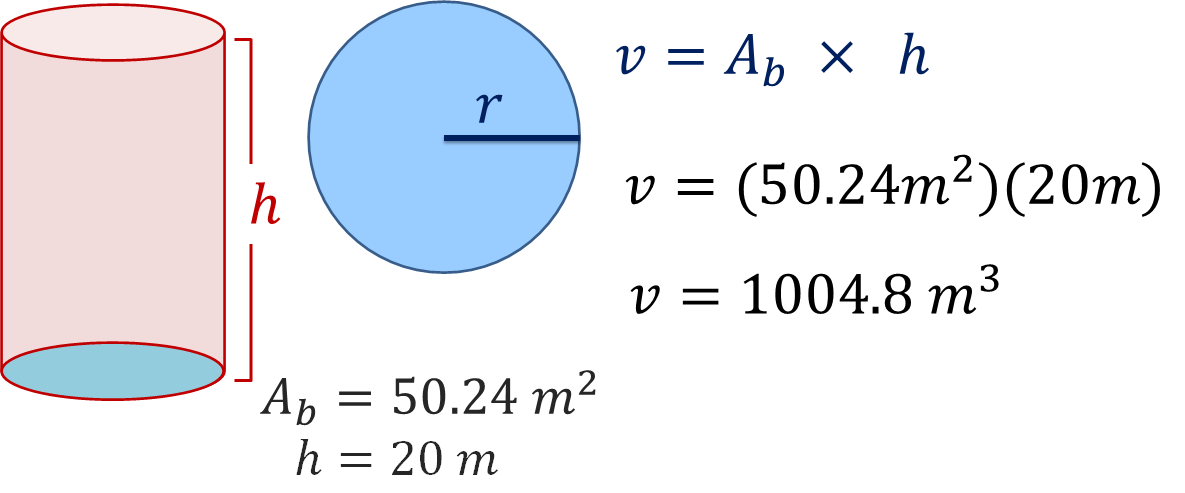 h
r
v = A_b × h
v = (50.24m²)(20m)
v = 1004.8 m³
A_b = 50.24 m²
h = 20 m